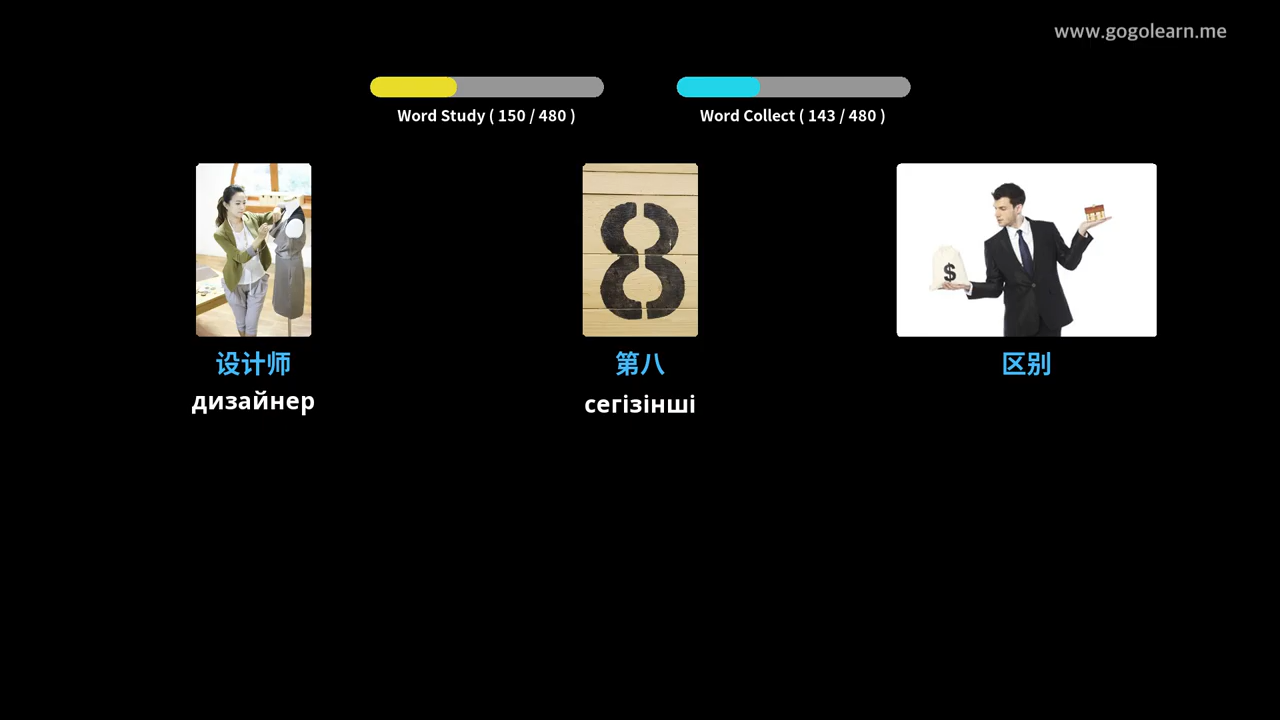 www.gogolearn.me
Word Study ( 150 / 480 )
Word Collect ( 143 / 480 )
8
$
设计师
第八
区别
дизайнер
сегізінші